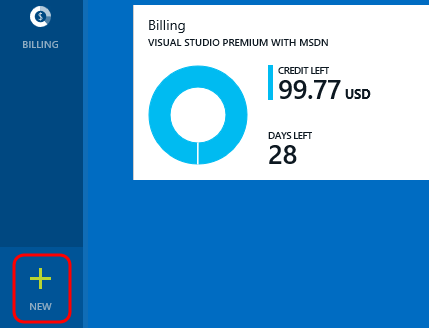 BILLING
Billing
VISUAL STUDIO PREMIUM WITH MSDN
CREDIT LEFT
99.77 USD
DAYS LEFT
28
NEW